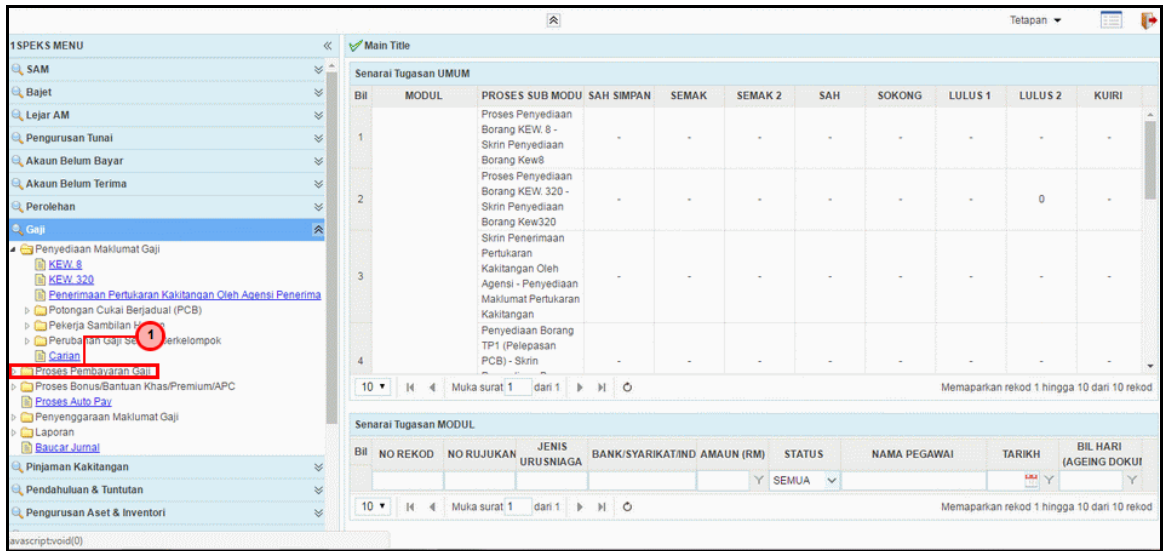 Tetapan
1SPEKS MENU
Main Title
SAM
Bajet
Lejar AM
Pengurusan Tunai
Akaun Belum Bayar
Akaun Belum Terima
Perolehan
Gaji
Penyediaan Maklumat Gaji
KEW. 8
KEW. 320
Penerimaan Pertukaran Kakitangan Oleh Agensi Penerima
Potongan Cukai Berjadual (PCB)
Pekerja Sambilan
Gaji
erkelompok
1
Carian
Proses Pembayaran Gaji
Proses Bonus/Bantuan Khas/Premium/APC
Proses Auto Pay
Penyenggaraan Maklumat Gaji
Laporan
Baucar Jurnal
Pinjaman Kakitangan
Pendahuluan & Tuntutan
Pengurusan Aset & Inventori
avascript:void(0)
Senarai Tugasan UMUM
Bil MODUL PROSES SUB MODU SAH SIMPAN SEMAK SEMAK 2 SAH SOKONG LULUS 1 LULUS 2 KUIRI
Proses Penyediaan
Borang KEW. 8 -
1 - - - - - - - -
Skrin Penyediaan
Borang Kew8
Proses Penyediaan
Borang KEW. 320 -
2 - - - - - - 0 -
Skrin Penyediaan
Borang Kew320
Skrin Penerimaan
Pertukaran
Kakitangan Oleh
3 - - - - - - - -
Agensi - Penyediaan
Maklumat Pertukaran
Kakitangan
Penyediaan Borang
TP1 (Pelepasan
4 PCB) - Skrin - - - - - - - -
10 Muka surat 1 dari 1 Memaparkan rekod 1 hingga 10 dari 10 rekod
Senarai Tugasan MODUL
Bil NO REKOD NO RUJUKAN JENIS URUSNIAGA BANK/SYARIKAT/IND AMAUN (RM) STATUS NAMA PEGAWAI TARIKH BIL HARI (AGEING DOKUI
SEMUA
10 Muka surat 1 dari 1 Memaparkan rekod 1 hingga 10 dari 10 rekod